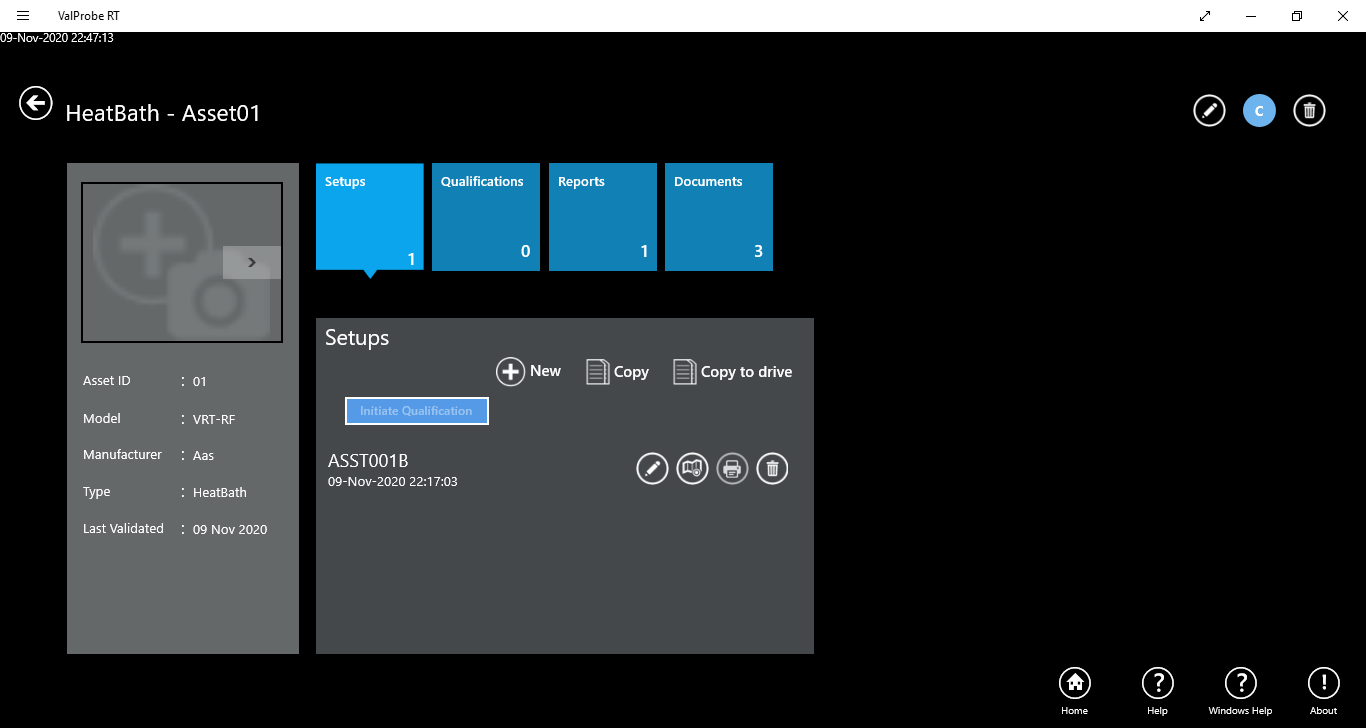 ValProbe RT
09-Nov-2020 22:47:13
HeatBath - Asset01
C
Setups
1
Qualifications
0
Reports
1
Documents
3
Asset ID : 01
Model : VRT-RF
Manufacturer : Aas
Type : HeatBath
Last Validated : 09 Nov 2020
Setups
New Copy Copy to drive
Initiate Qualification
ASST001B
09-Nov-2020 22:17:03
Home Help Windows Help About